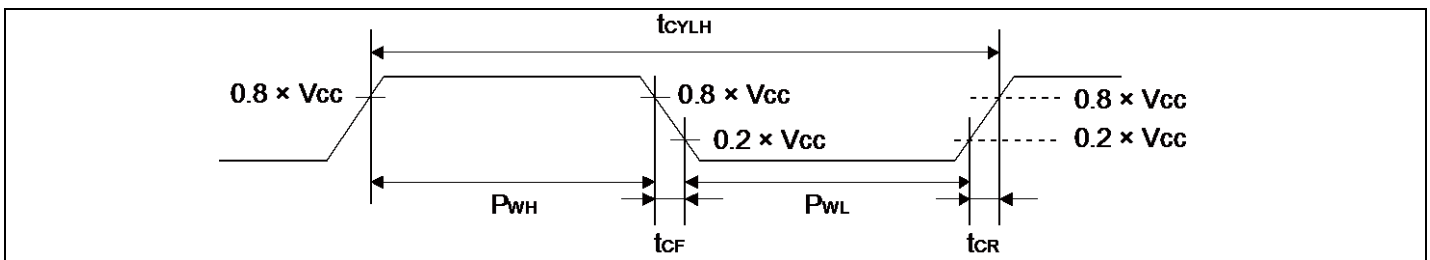 tCYLH
0.8 × VCC
0.8 × VCC
0.8 × VCC
0.2 × VCC
0.2 × VCC
PWH
PWL
tCF
tCR